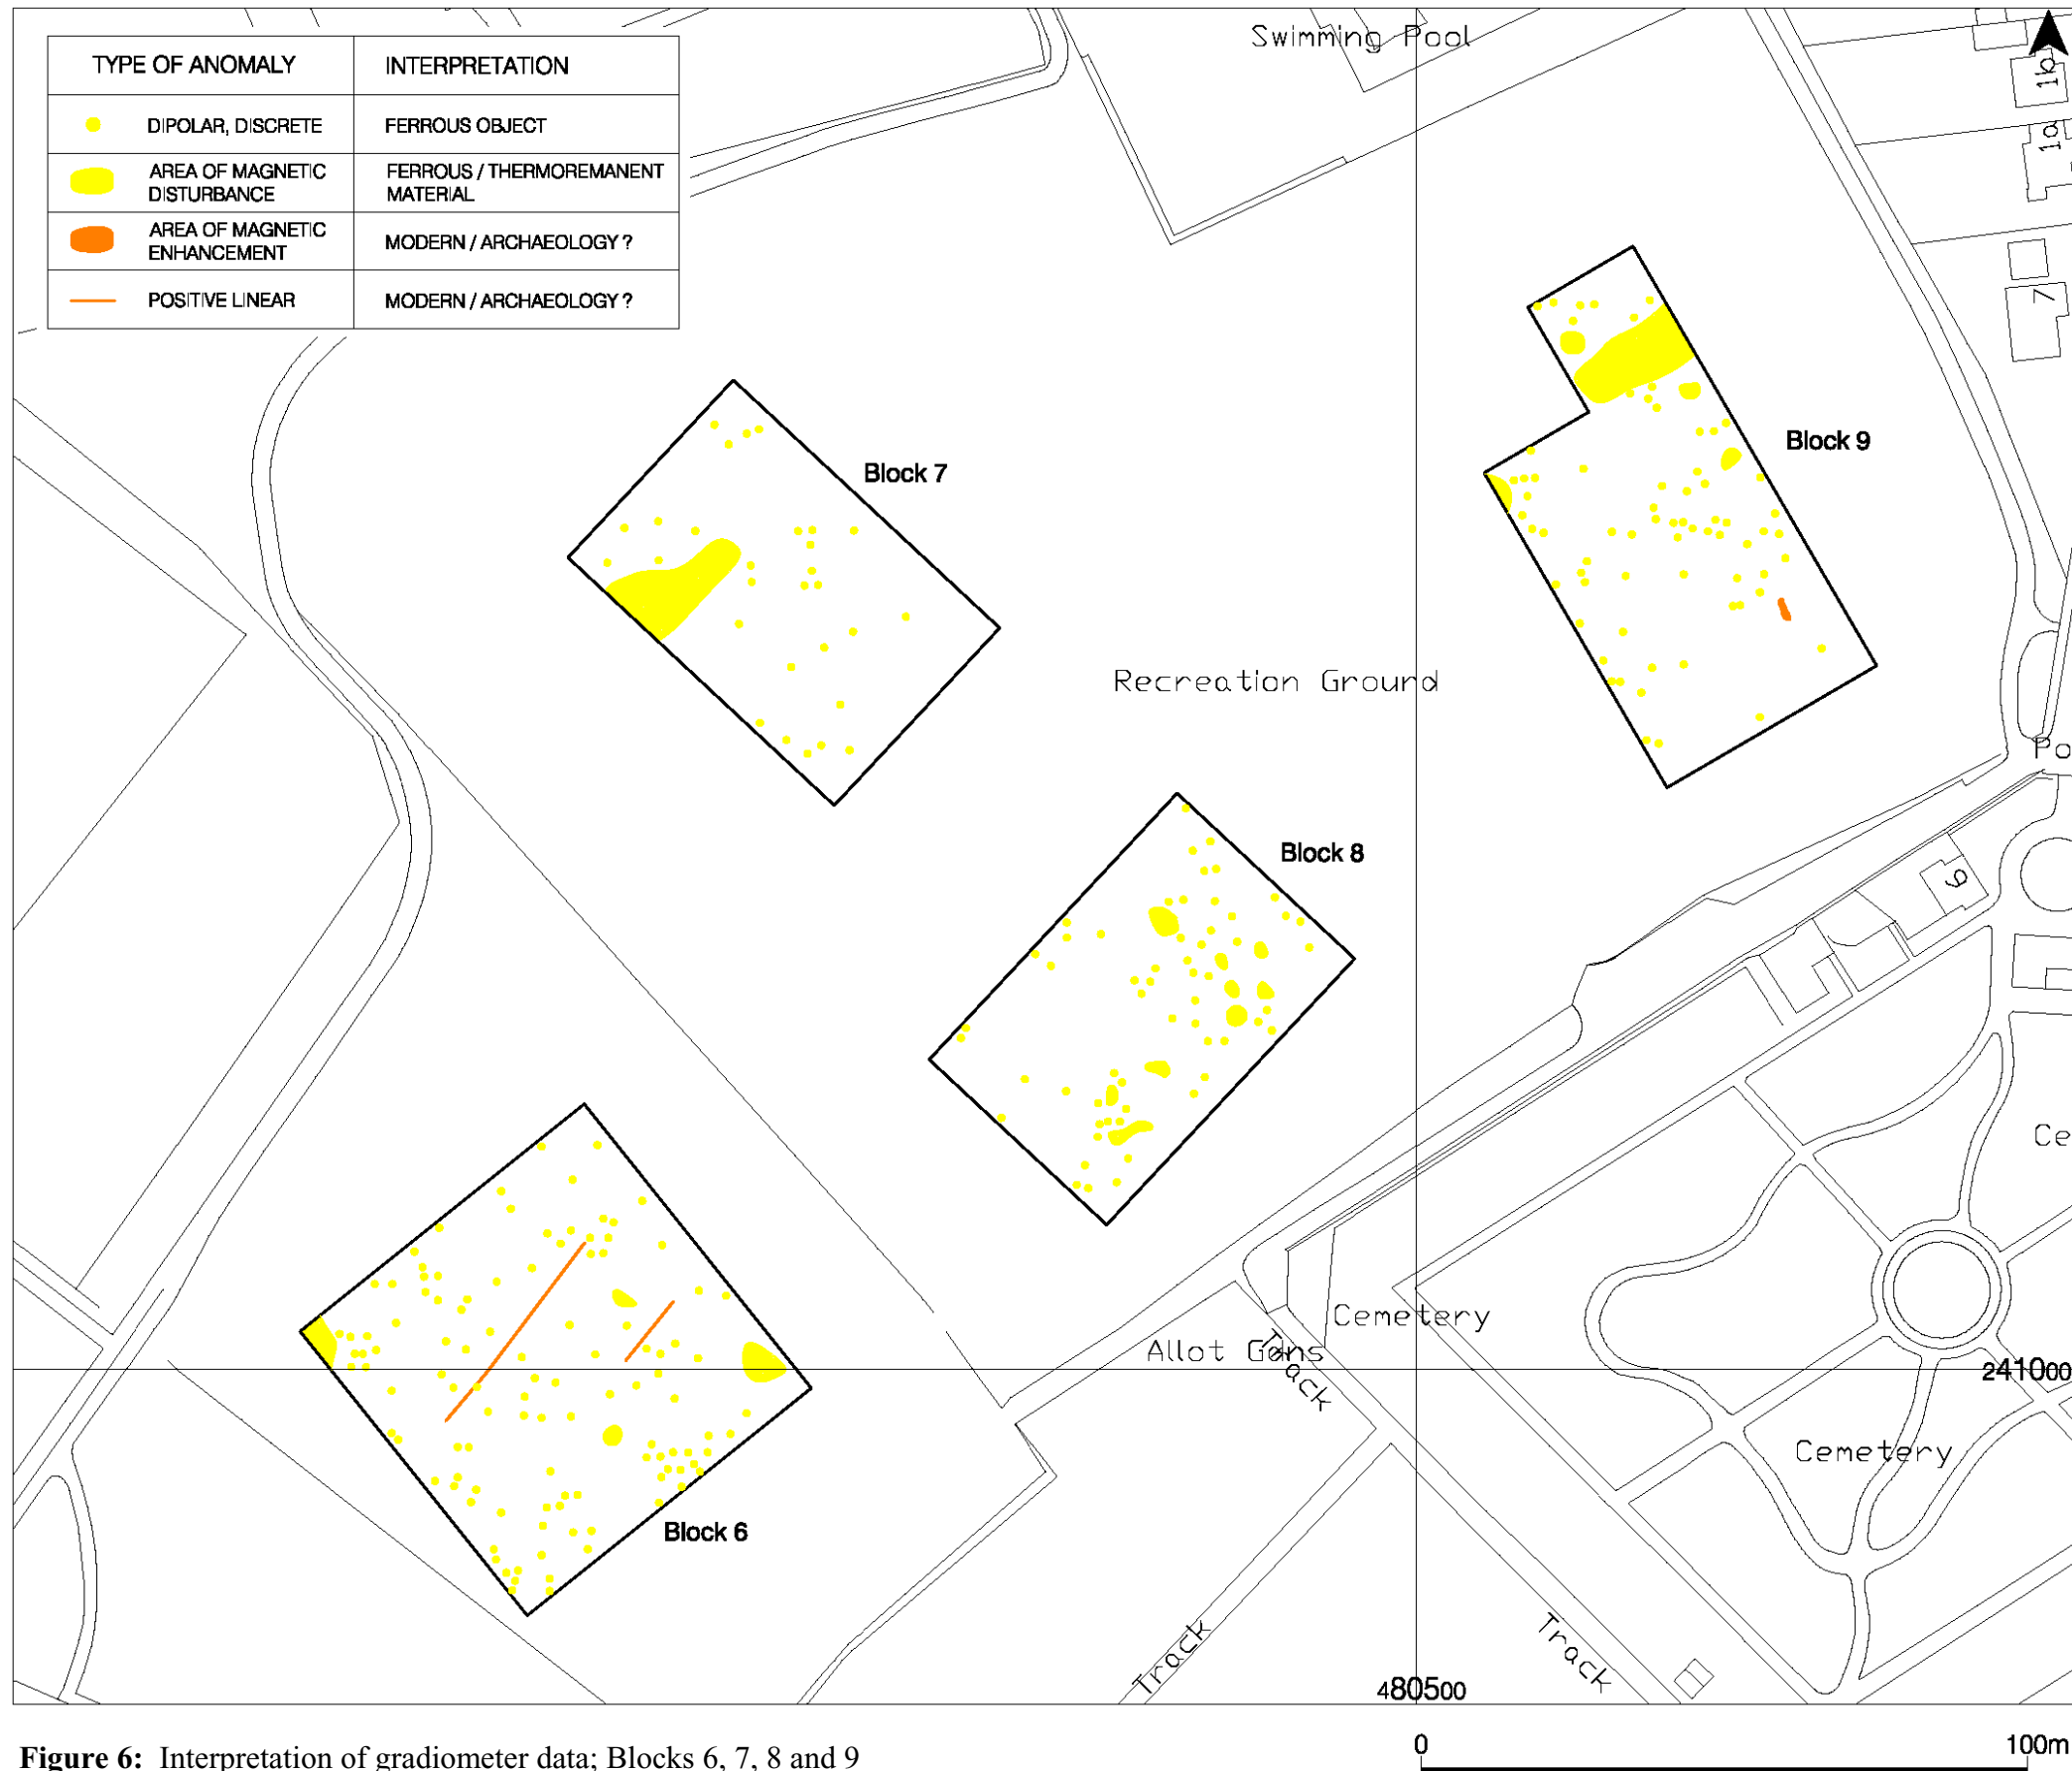 Swimming Pool
TYPE OF ANOMALY INTERPRETATION
DIPOLAR, DISCRETE FERROUS OBJECT
AREA OF MAGNETIC DISTURBANCE FERROUS / THERMOREMANENT MATERIAL
AREA OF MAGNETIC ENHANCEMENT MODERN / ARCHAEOLOGY ?
POSITIVE LINEAR MODERN / ARCHAEOLOGY ?
1b
1a
7
Block 9
Block 7
Recreation Ground
Po
Block 8
9
Ce
Cemetery
Allot Gdns
Track
24100
Cemetery
Block 6
Track
Track
480500
0 100m
Figure 6: Interpretation of gradiometer data; Blocks 6, 7, 8 and 9